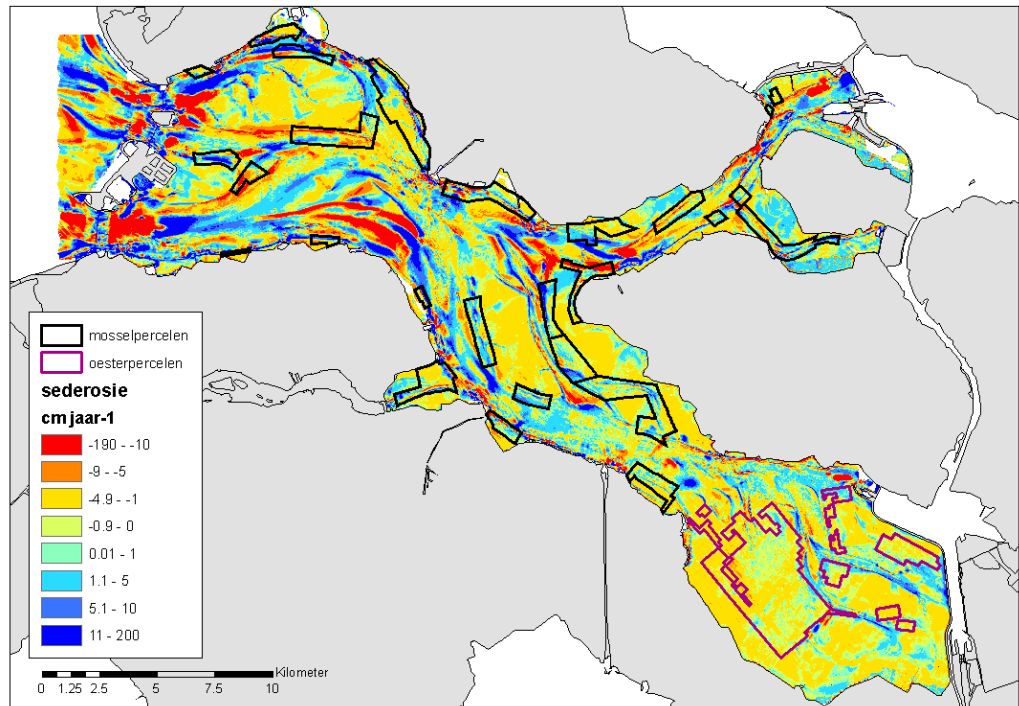 mosselpercelen
oesterpercelen
sederosie
cm jaar-1
-190 - -10
-9 - -5
-4.9 - -1
-0.9 - 0
0.01 - 1
1.1 - 5
5.1 - 10
11 - 200
Kilometer
0 1.25 2.5 5 7.5 10